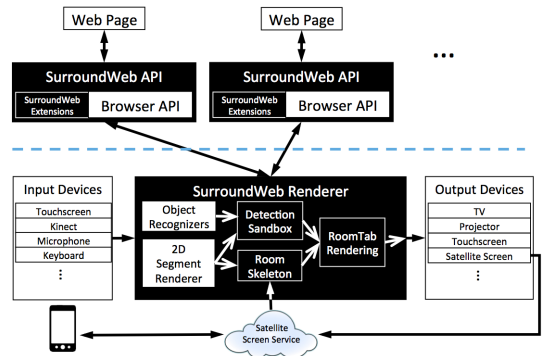 Web Page
Web Page
...
SurroundWeb API
SurroundWeb API
SurroundWeb
Extensions
Browser API
SurroundWeb
Extensions
Browser API
Input Devices
Touchscreen
Kinect
Microphone
Keyboard
SurroundWeb Renderer
Object
Recognizers
2D
Segment
Renderer
Detection
Sandbox
Room
Skeleton
RoomTab
Rendering
Output Devices
TV
Projector
Touchscreen
Satellite Screen
Satellite
Screen Service